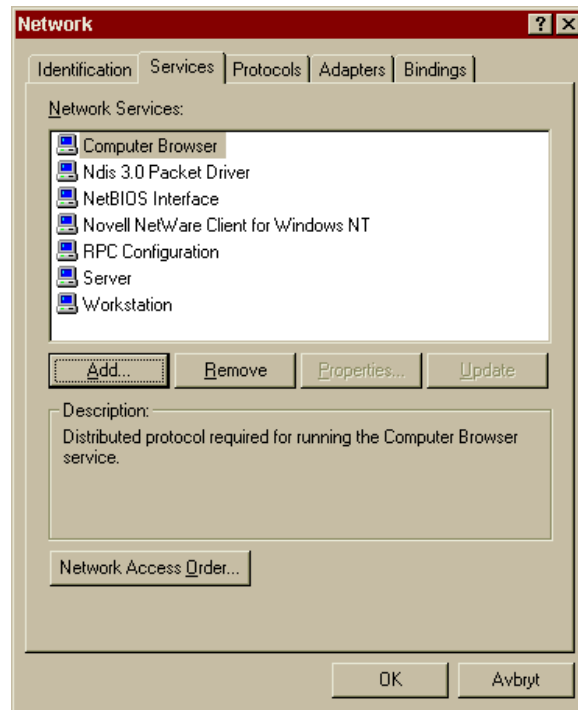 Network
Identification Services Protocols Adapters Bindings
Network Services:
Computer Browser
Ndis 3.0 Packet Driver
NetBIOS Interface
Novell NetWare Client for Windows NT
RPC Configuration
Server
Workstation
Add... Remove Properties... Update
Description:
Distributed protocol required for running the Computer Browser
service.
Network Access Order...
OK Avbryt